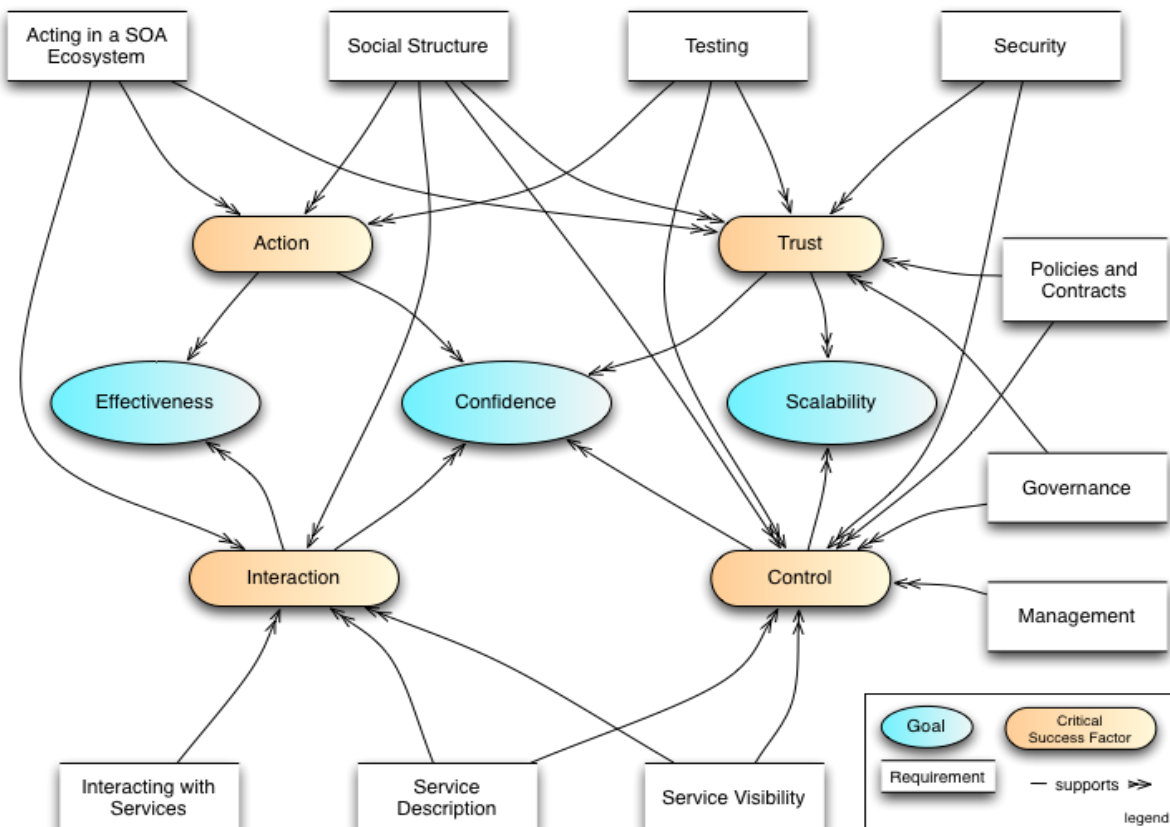 Acting in a SOA
Ecosystem
Social Structure
Testing
Security
Action
Trust
Policies and
Contracts
Effectiveness
Confidence
Scalability
Governance
Interaction
Control
Management
Interacting with
Services
Service
Description
Service Visibility
Goal
Critical
Success Factor
Requirement
supports
legend